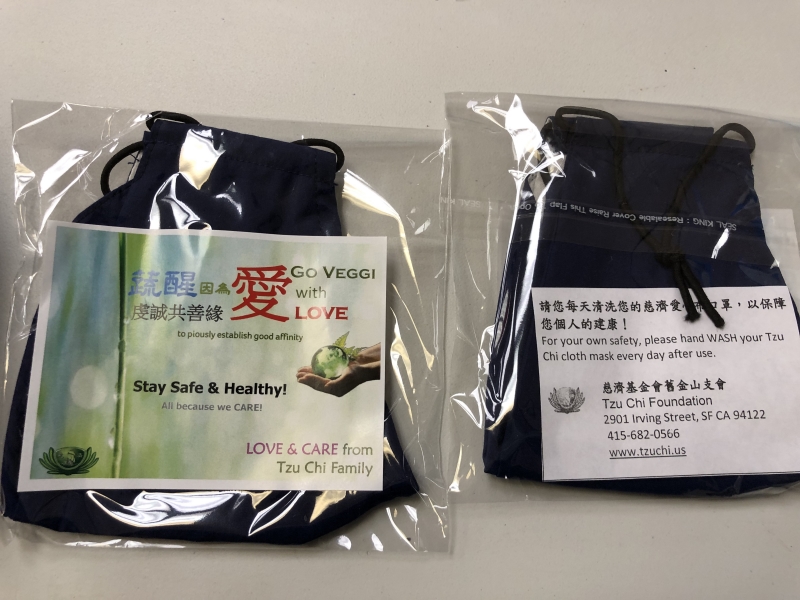 蔬醒因為愛
虔誠共善緣
GO VEGGI
with
LOVE
to piously establish good affinity
Stay Safe & Healthy!
All because we CARE!
LOVE & CARE from
Tzu Chi Family
SEAL KING : Resealable Cover Raise This Flap
請您每天清洗您的慈濟愛心布口罩，以保障
您個人的健康！
For your own safety, please hand WASH your Tzu
Chi cloth mask every day after use.
慈濟基金會舊金山支會
Tzu Chi Foundation
2901 Irving Street, SF CA 94122
415-682-0566
www.tzuchi.us